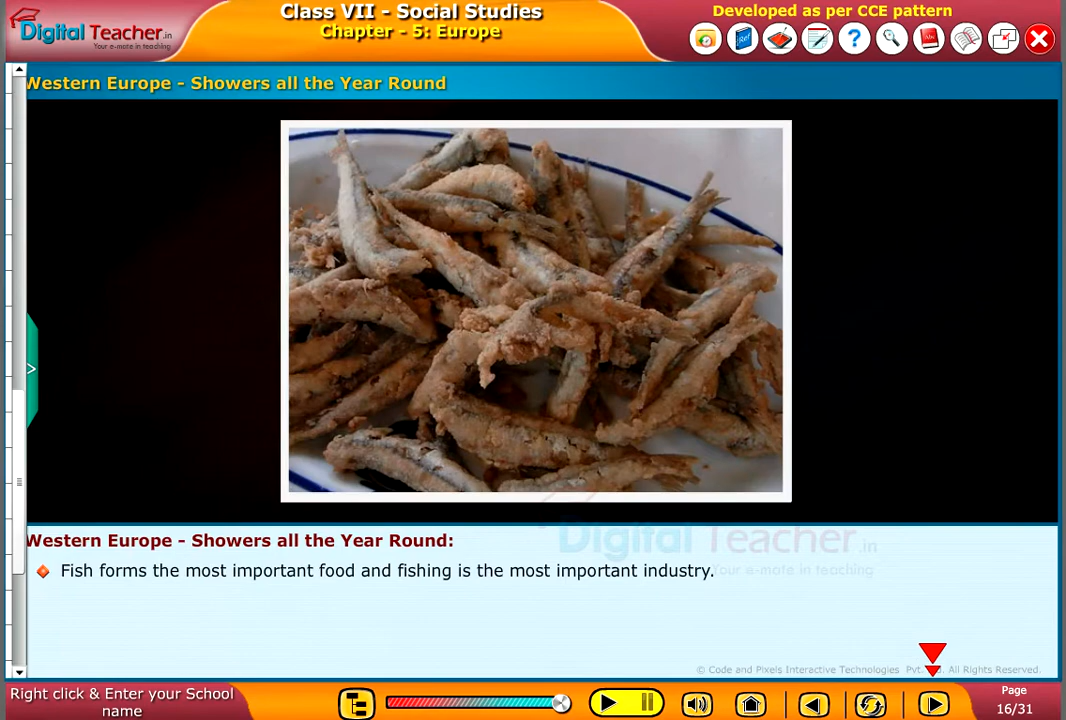 Digital Teacher.in
Your e-mate in teaching
Class VII - Social Studies
Chapter - 5: Europe
Developed as per CCE pattern
Ref
?
Western Europe - Showers all the Year Round
>
Western Europe - Showers all the Year Round:
Fish forms the most important food and fishing is the most important industry.
Digital Teacher.in
Your e-mate in teaching
© Code and Pixels Interactive Technologies Pvt. All Rights Reserved.
Right click & Enter your School
name
Page
16/31